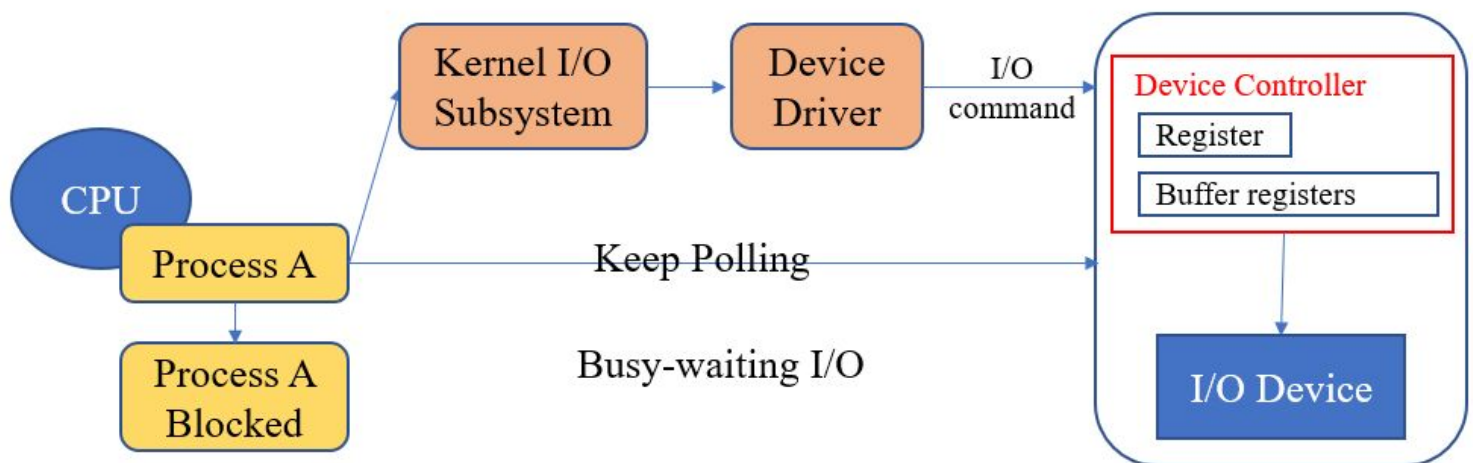 Kernel I/O
Subsystem
Device
Driver
I/O
command
Device Controller
Register
Buffer registers
CPU
Process A
Keep Polling
Process A
Blocked
Busy-waiting I/O
I/O Device